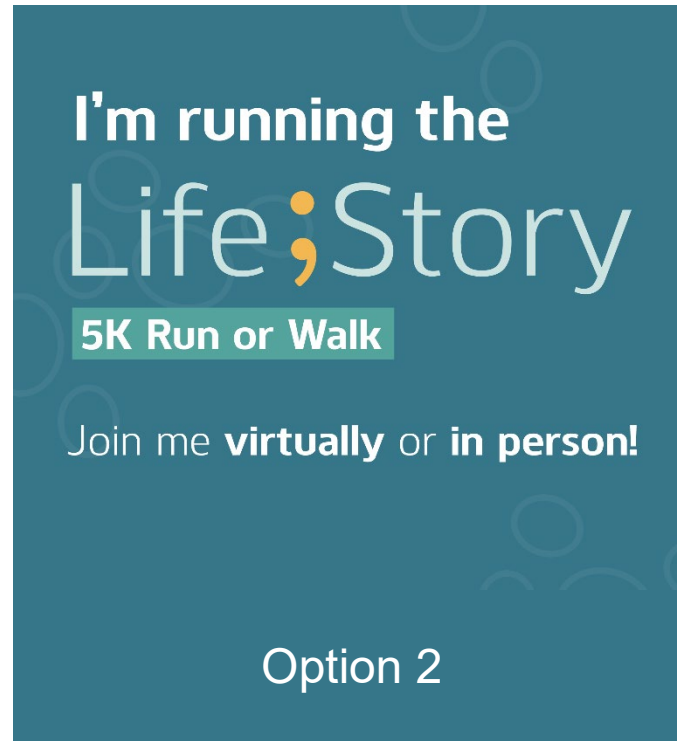 I'm running the
Life;Story
5K Run or Walk
Join me virtually or in person!
Option 2